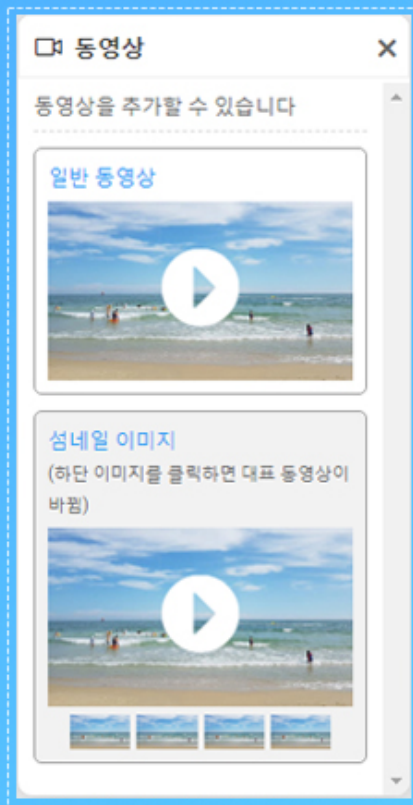 동영상
동영상을 추가할 수 있습니다
일반 동영상
섬네일 이미지
(하단 이미지를 클릭하면 대표 동영상이
바뀜)